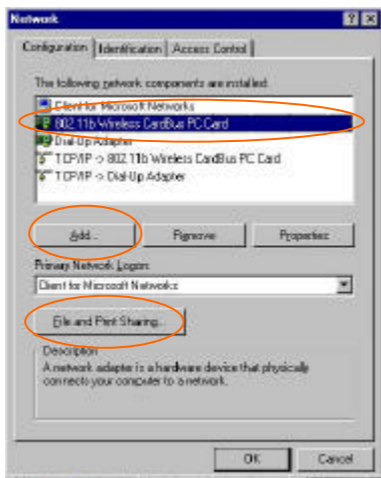 Network
Configuration Identification Access Control
The following network components are installed:
Client for Microsoft Networks
802.11b Wireless CardBus PC Card
Dial-Up Adapter
TCP/IP -> 802.11b Wireless CardBus PC Card
TCP/IP -> Dial-Up Adapter
Add... Remove Properties
Primary Network Logon:
Client for Microsoft Networks
File and Print Sharing...
Description
A network adapter is a hardware device that physically
connects your computer to a network.
OK Cancel